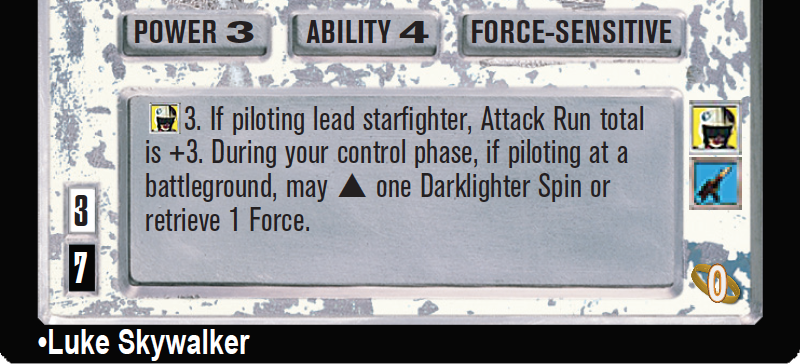 POWER 3 ABILITY 4 FORCE-SENSITIVE
3. If piloting lead starfighter, Attack Run total
is +3. During your control phase, if piloting at a
battleground, may ▲ one Darklighter Spin or
retrieve 1 Force.
3
7
0
•Luke Skywalker